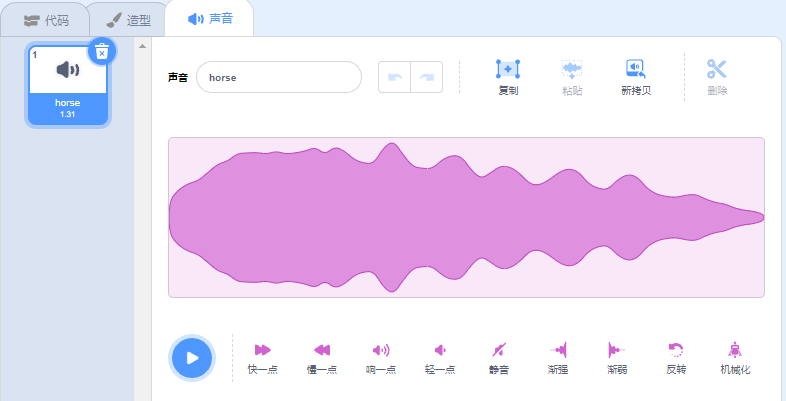 代码 造型 声音
1
horse
1.31
声音 horse
复制 粘贴 新拷贝 删除
快一点 慢一点 响一点 轻一点 静音 渐强 渐弱 反转 机械化